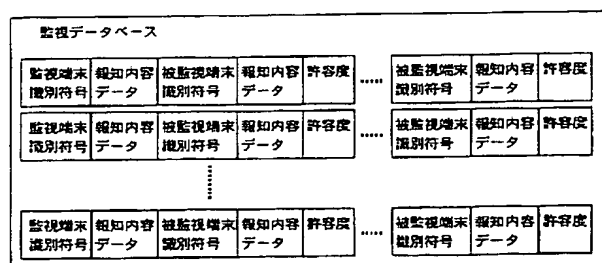 監視データベース
監視端末 報知内容 被監視端末 報知内容 許容度 ..... 被監視端末 報知内容 許容度
識別符号 データ 識別符号 データ 識別符号 データ
監視端末 報知内容 被監視端末 報知内容 許容度 ..... 被監視端末 報知内容 許容度
識別符号 データ 識別符号 データ 識別符号 データ
監視端末 報知内容 被監視端末 報知内容 許容度 ..... 被監視端末 報知内容 許容度
識別符号 データ 識別符号 データ 識別符号 データ